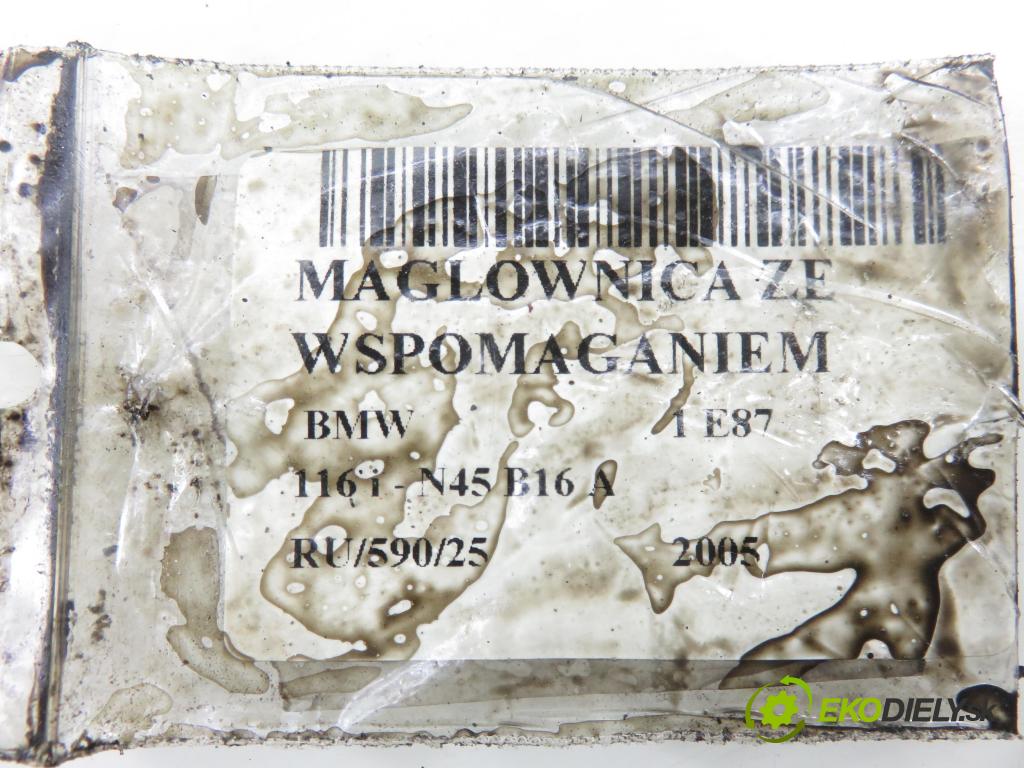 MAGLOWNICA ZE
WSPOMAGANIEM
BMW 1 E87
116 i - N45 B16 A
RU/590/25 2005
EKODIELY.sk